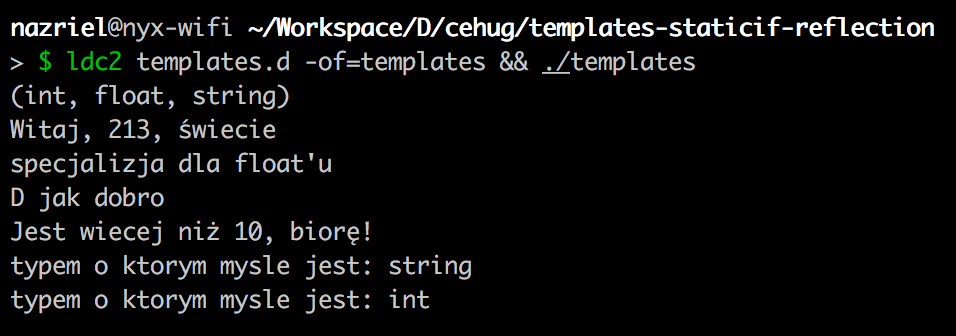 nazriel@nyx-wifi ~/Workspace/D/cehug/templates-staticif-reflection
> $ ldc2 templates.d -of=templates && ./templates
(int, float, string)
Witaj, 213, świecie
specjalizja dla float'u
D jak dobro
Jest wiecej niż 10, biorę!
typem o ktorym mysle jest: string
typem o ktorym mysle jest: int